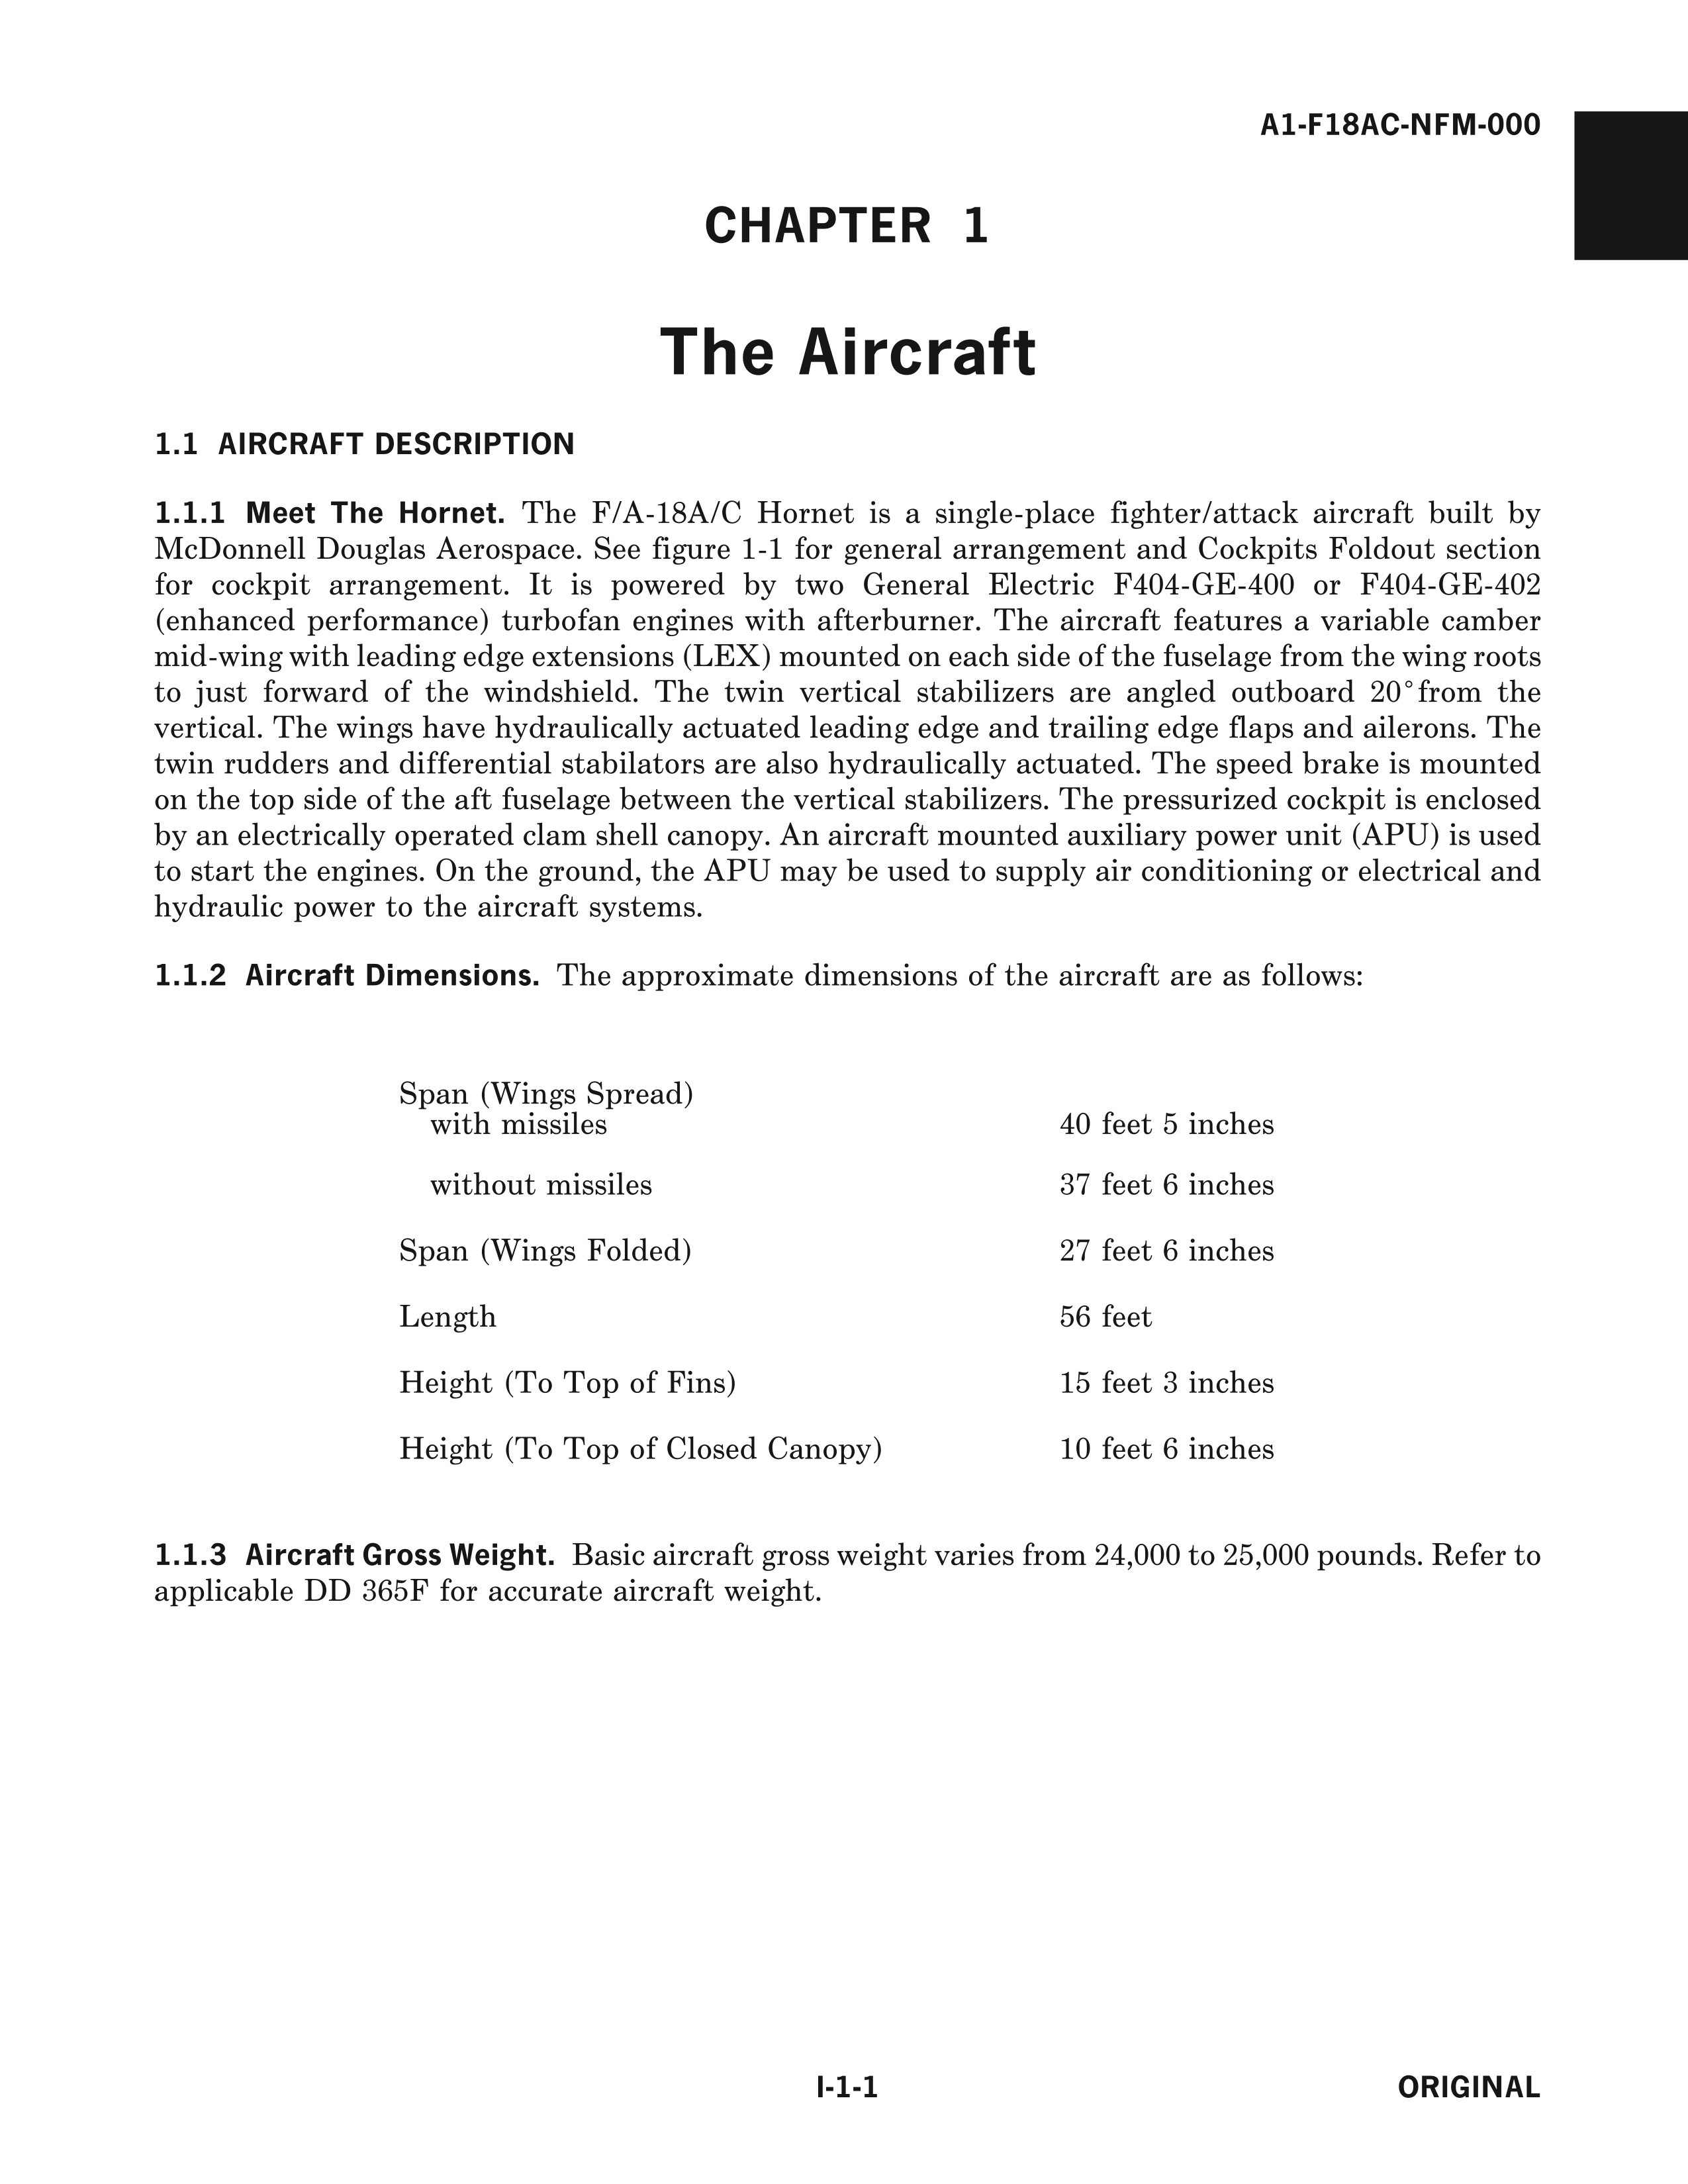 A1-F18AC-NFM-000
CHAPTER 1
The Aircraft
1.1 AIRCRAFT DESCRIPTION
1.1.1 Meet The Hornet. The F/A-18A/C Hornet is a single-place fighter/attack aircraft built by
McDonnell Douglas Aerospace. See figure 1-1 for general arrangement and Cockpits Foldout section
for cockpit arrangement. It is powered by two General Electric F404-GE-400 or F404-GE-402
(enhanced performance) turbofan engines with afterburner. The aircraft features a variable camber
mid-wing with leading edge extensions (LEX) mounted on each side of the fuselage from the wing roots
to just forward of the windshield. The twin vertical stabilizers are angled outboard 20°from the
vertical. The wings have hydraulically actuated leading edge and trailing edge flaps and ailerons. The
twin rudders and differential stabilators are also hydraulically actuated. The speed brake is mounted
on the top side of the aft fuselage between the vertical stabilizers. The pressurized cockpit is enclosed
by an electrically operated clam shell canopy. An aircraft mounted auxiliary power unit (APU) is used
to start the engines. On the ground, the APU may be used to supply air conditioning or electrical and
hydraulic power to the aircraft systems.
1.1.2 Aircraft Dimensions. The approximate dimensions of the aircraft are as follows:
Span (Wings Spread)
with missiles 40 feet 5 inches
without missiles 37 feet 6 inches
Span (Wings Folded) 27 feet 6 inches
Length 56 feet
Height (To Top of Fins) 15 feet 3 inches
Height (To Top of Closed Canopy) 10 feet 6 inches
1.1.3 Aircraft Gross Weight. Basic aircraft gross weight varies from 24,000 to 25,000 pounds. Refer to
applicable DD 365F for accurate aircraft weight.
I-1-1 ORIGINAL